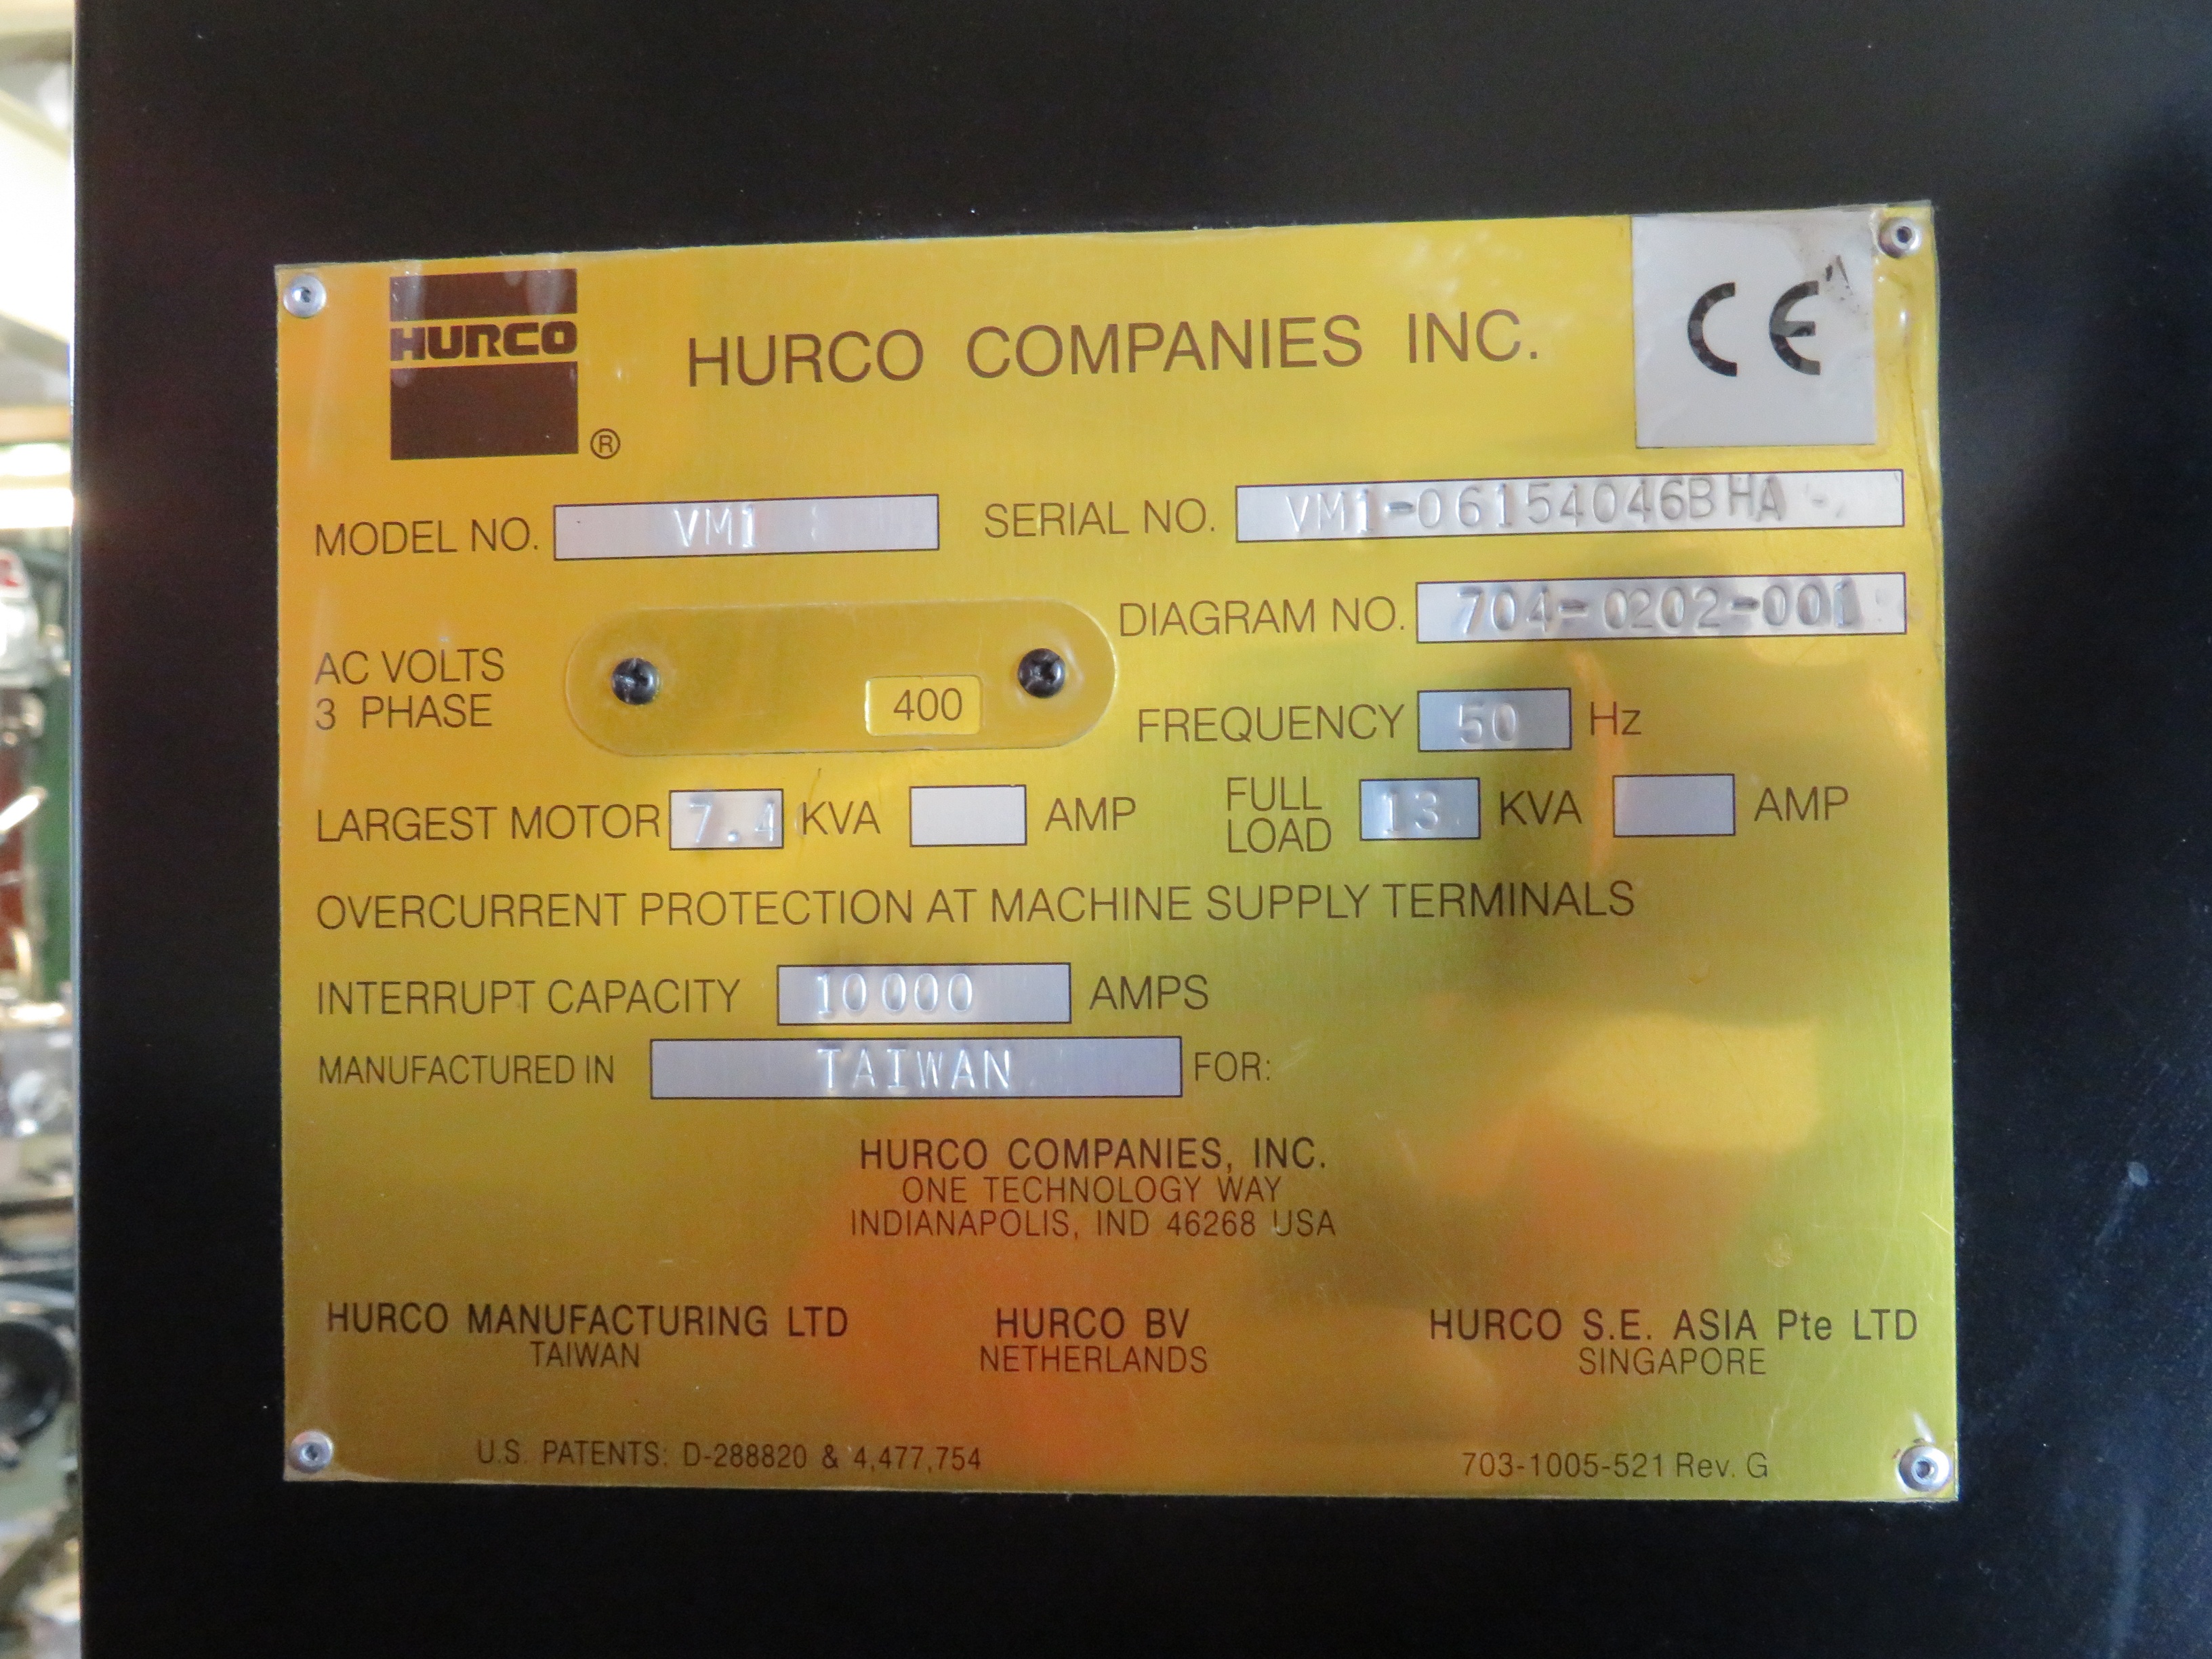 HURCO ®
HURCO COMPANIES INC.
CE
MODEL NO. VM1 SERIAL NO. VM1-06154046BHA
DIAGRAM NO. 704-0202-001
AC VOLTS
3 PHASE
400
FREQUENCY 50 Hz
LARGEST MOTOR 7.4 KVA AMP
FULL
LOAD 13 KVA AMP
OVERCURRENT PROTECTION AT MACHINE SUPPLY TERMINALS
INTERRUPT CAPACITY 10000 AMPS
MANUFACTURED IN TAIWAN FOR:
HURCO COMPANIES, INC.
ONE TECHNOLOGY WAY
INDIANAPOLIS, IND 46268 USA
HURCO MANUFACTURING LTD
TAIWAN
HURCO BV
NETHERLANDS
HURCO S.E. ASIA Pte LTD
SINGAPORE
U.S. PATENTS: D-288820 & 4,477,754
703-1005-521 Rev. G